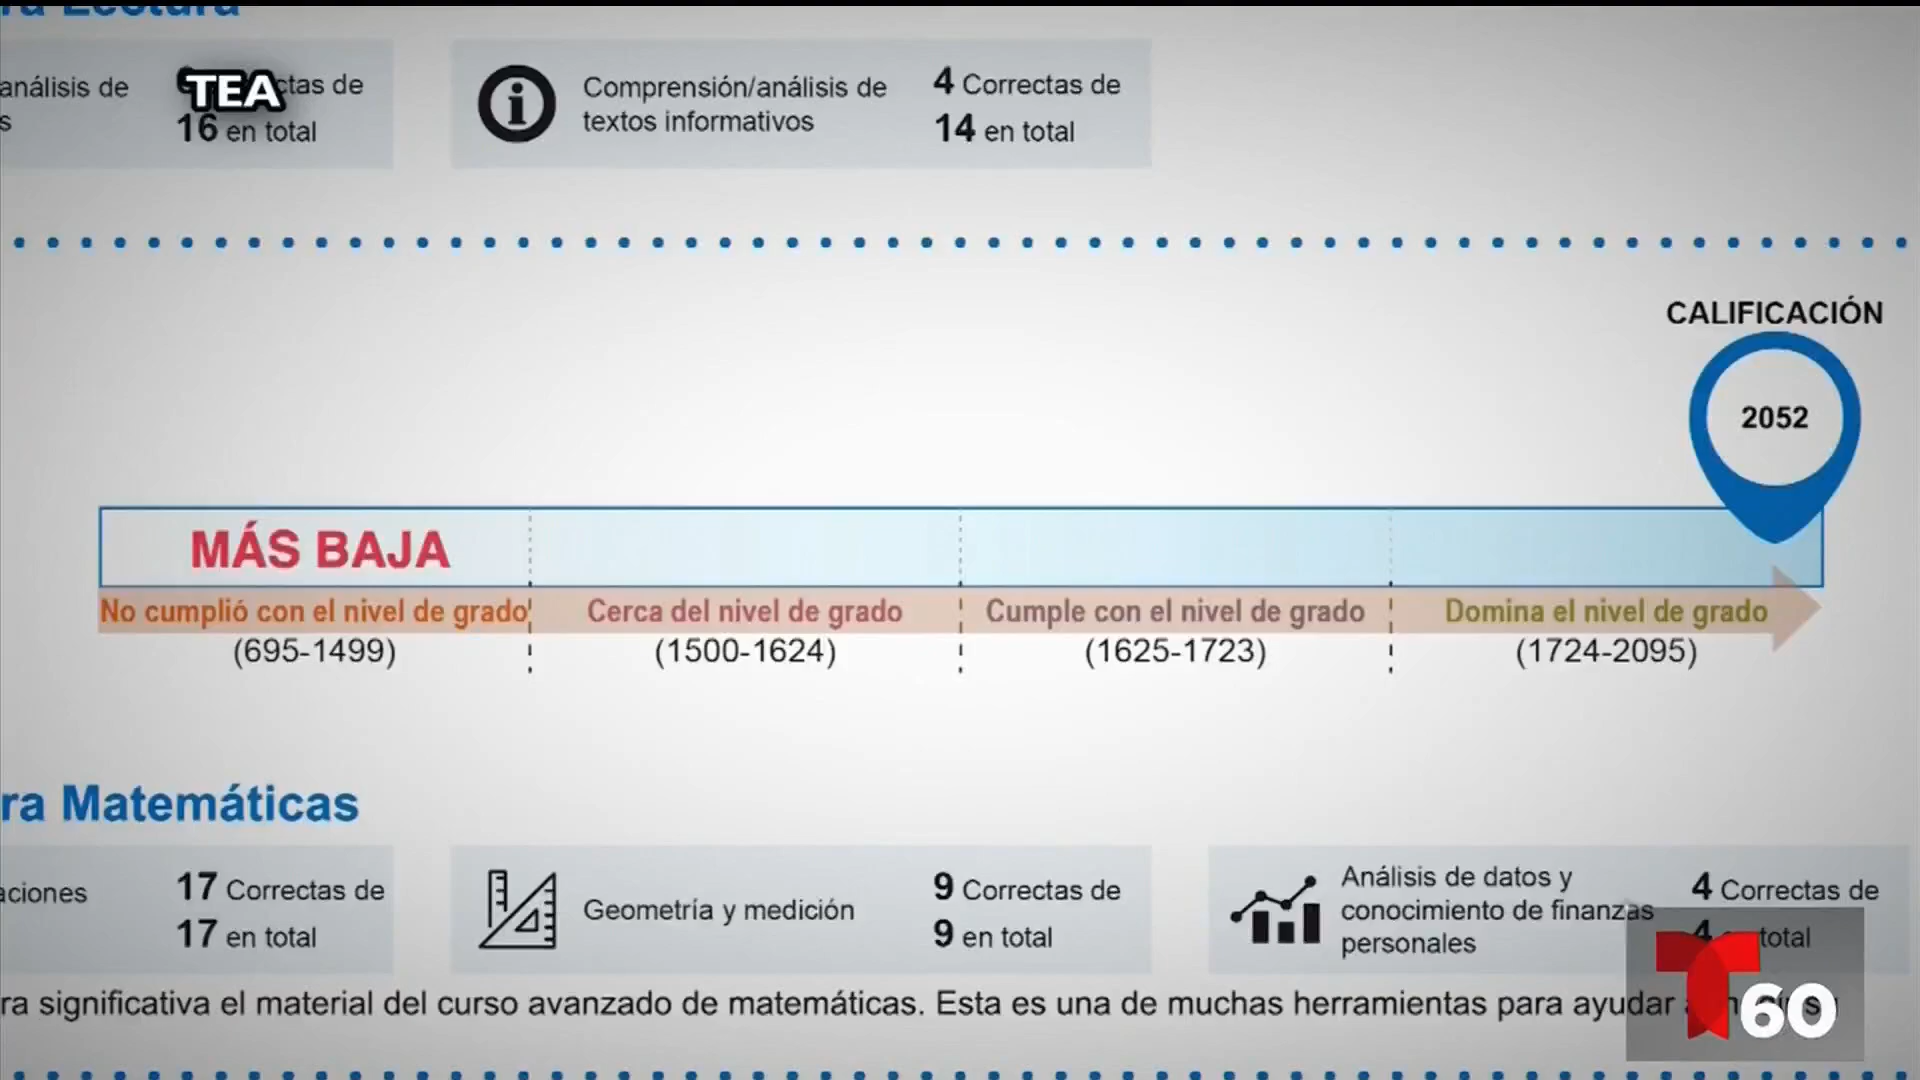 ra Lectura
análisis de
TEA
ctas de
16 en total
Comprensión/análisis de
textos informativos
4 Correctas de
14 en total
CALIFICACIÓN
2052
MÁS BAJA
No cumplió con el nivel de grado
(695-1499)
Cerca del nivel de grado
(1500-1624)
Cumple con el nivel de grado
(1625-1723)
Domina el nivel de grado
(1724-2095)
ra Matemáticas
aciones
17 Correctas de
17 en total
Geometría y medición
9 Correctas de
9 en total
Análisis de datos y
conocimiento de finanzas
personales
4 Correctas de
4 total
ra significativa el material del curso avanzado de matemáticas. Esta es una de muchas herramientas para ayudar
60